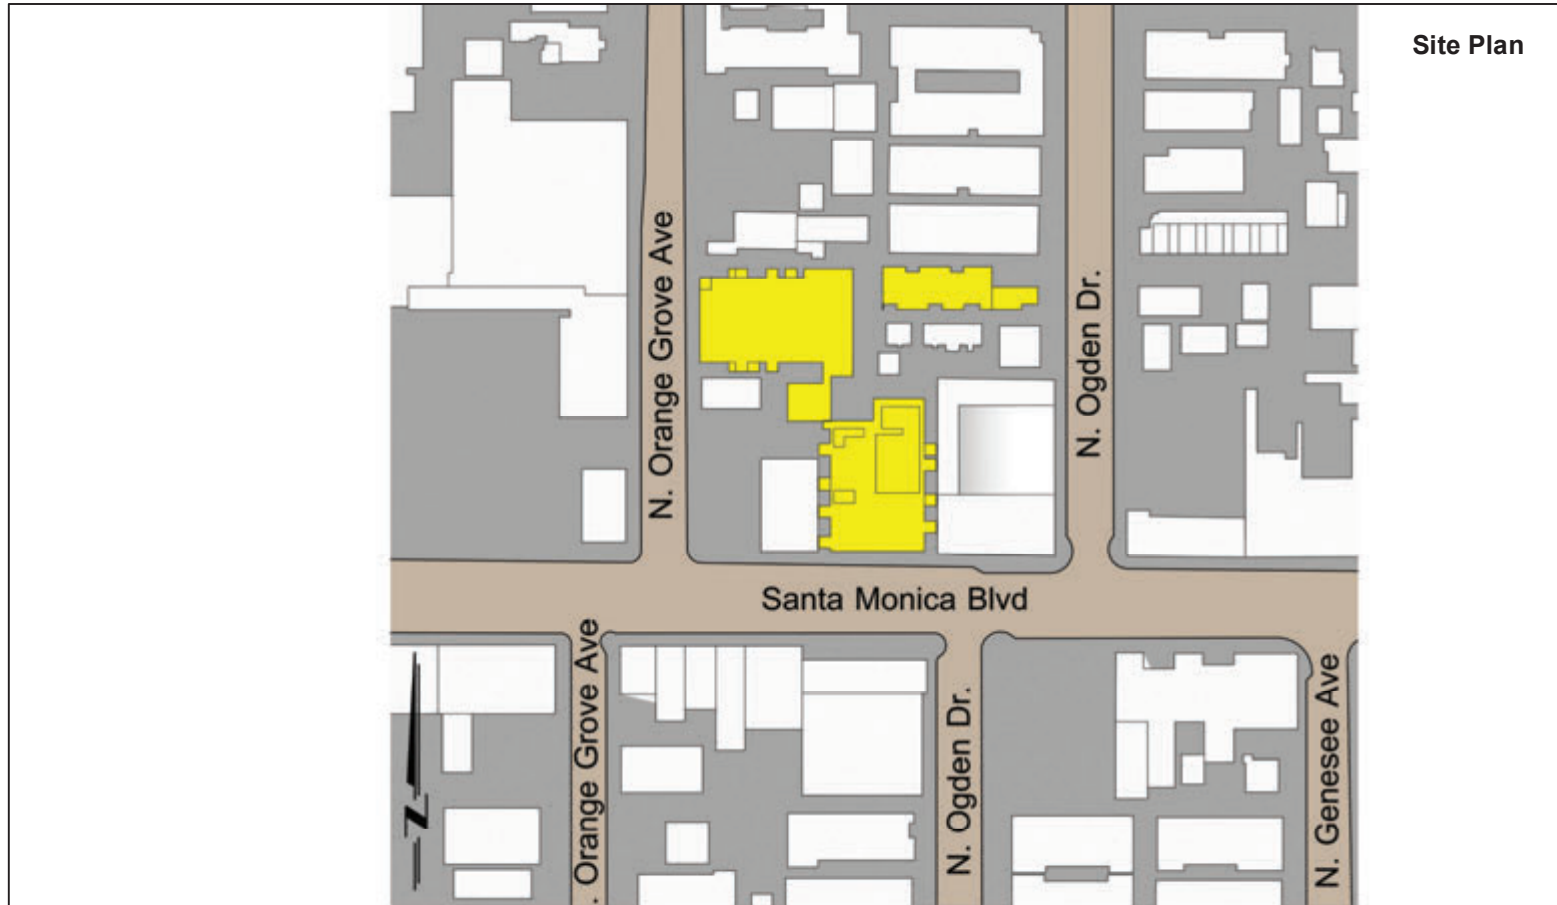 Site Plan
N. Orange Grove Ave
N. Ogden Dr.
Santa Monica Blvd
. Orange Grove Ave
N. Ogden Dr.
N. Genesee Ave
N